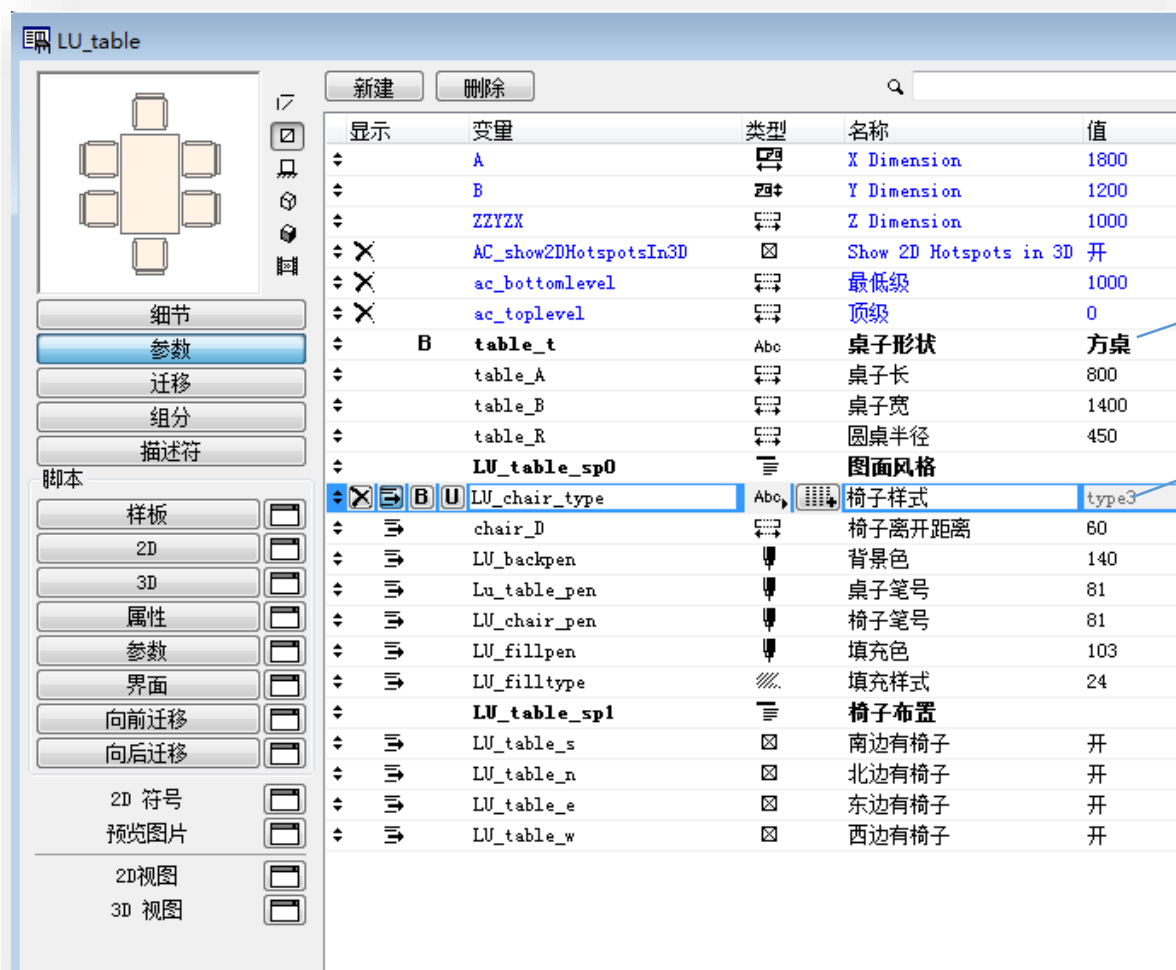 LU_table
新建 删除
显示 变量 类型 名称 值
A X Dimension 1800
B Y Dimension 1200
ZZYZX Z Dimension 1000
AC_show2DHotspotsIn3D Show 2D Hotspots in 3D 开
ac_bottomlevel 最低级 1000
ac_toplevel 顶级 0
B table_t Abc 桌子形状 方桌
table_A 桌子长 800
table_B 桌子宽 1400
table_R 圆桌半径 450
LU_table_sp0 图面风格
B U LU_chair_type Abc 椅子样式 type3
chair_D 椅子离开距离 60
LU_backpen 背景色 140
Lu_table_pen 桌子笔号 81
LU_chair_pen 椅子笔号 81
LU_fillpen 填充色 103
LU_filltype 填充样式 24
LU_table_sp1 椅子布置
LU_table_s 南边有椅子 开
LU_table_n 北边有椅子 开
LU_table_e 东边有椅子 开
LU_table_w 西边有椅子 开
细节
参数
迁移
组分
描述符
脚本
样板
2D
3D
属性
参数
界面
向前迁移
向后迁移
2D 符号
预览图片
2D视图
3D 视图